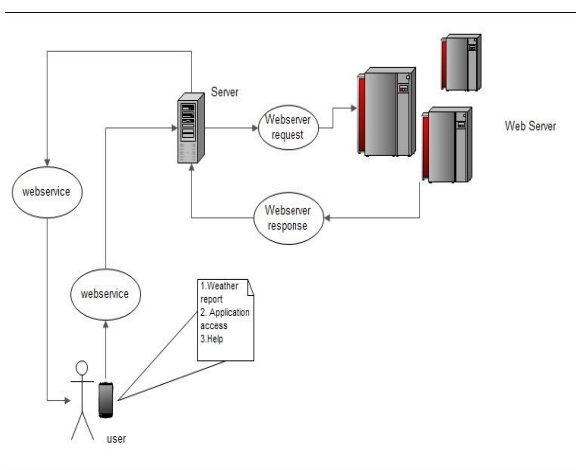 Server
Webserver
request
Web Server
webservice
Webserver
response
webservice
1.Weather
report
2. Application
access
3.Help
user